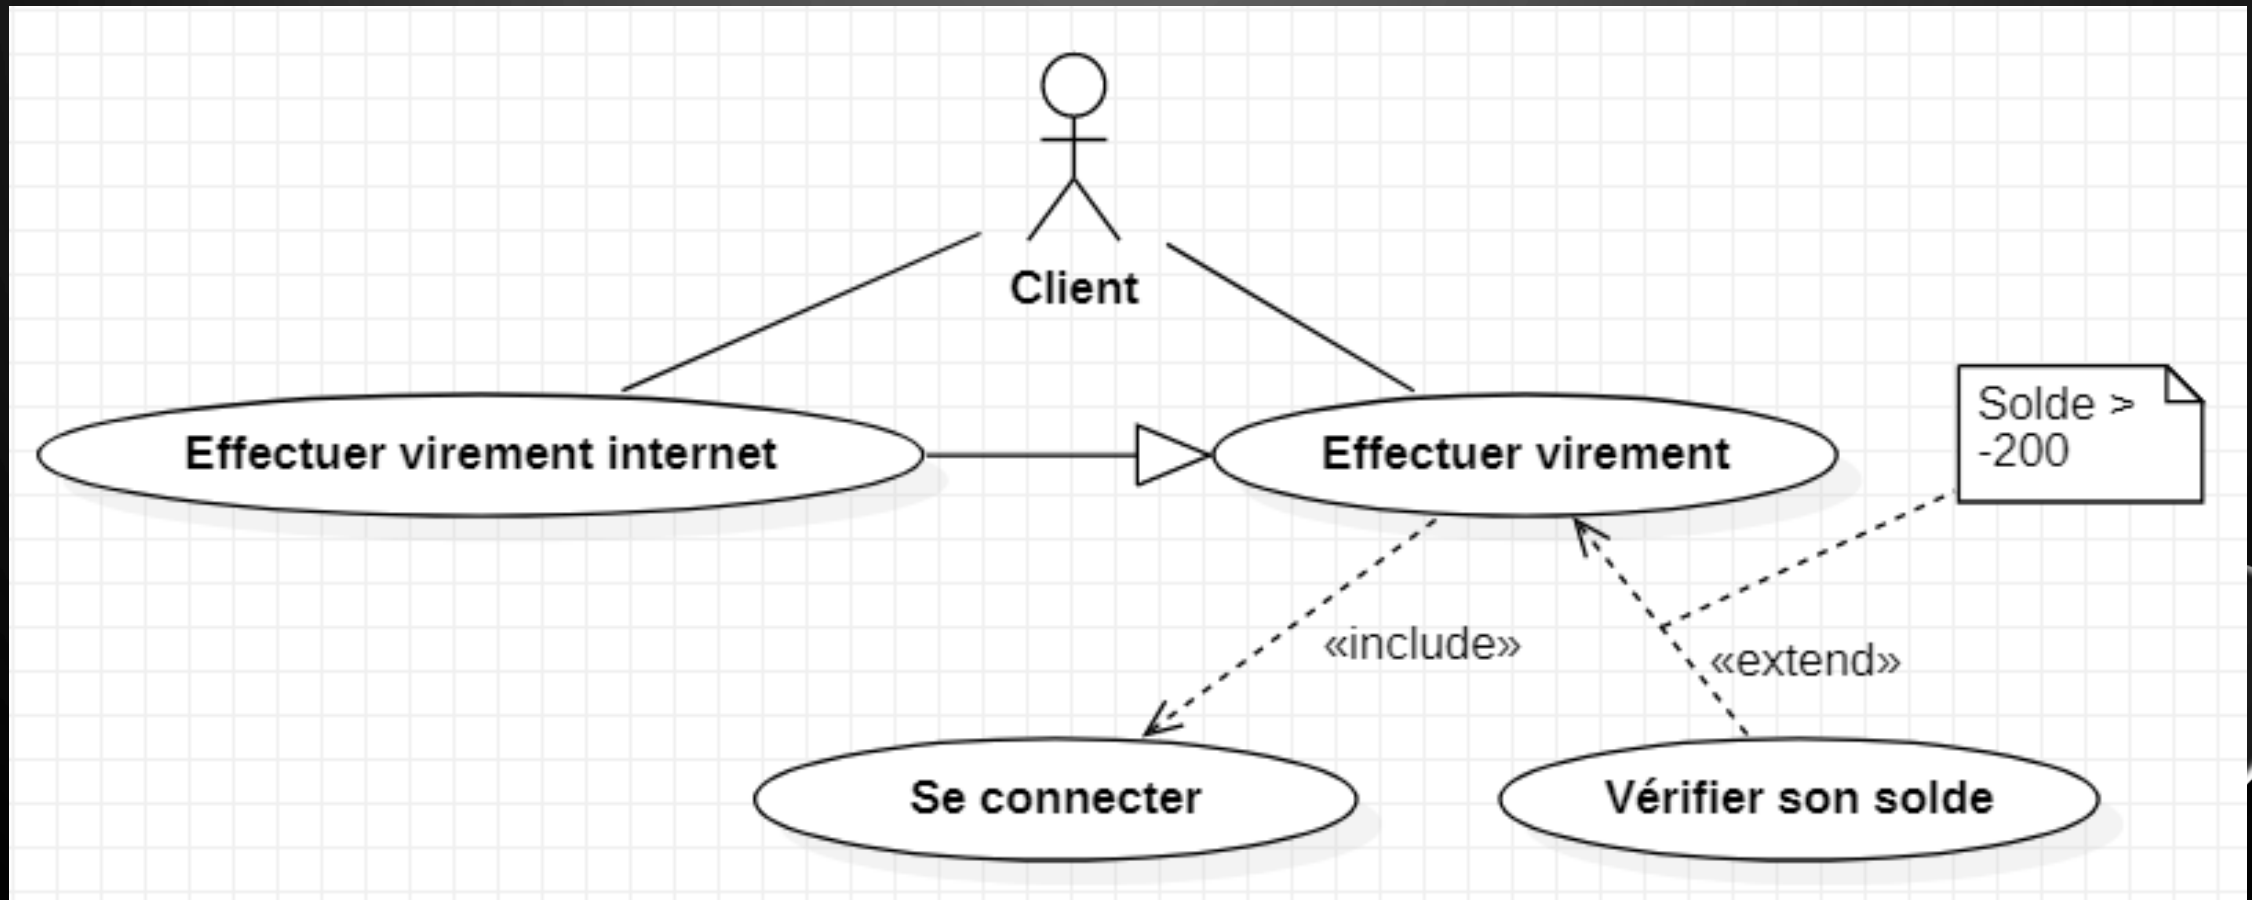 Client
Effectuer virement internet
Effectuer virement
Solde >
-200
«include»
«extend»
Se connecter
Vérifier son solde